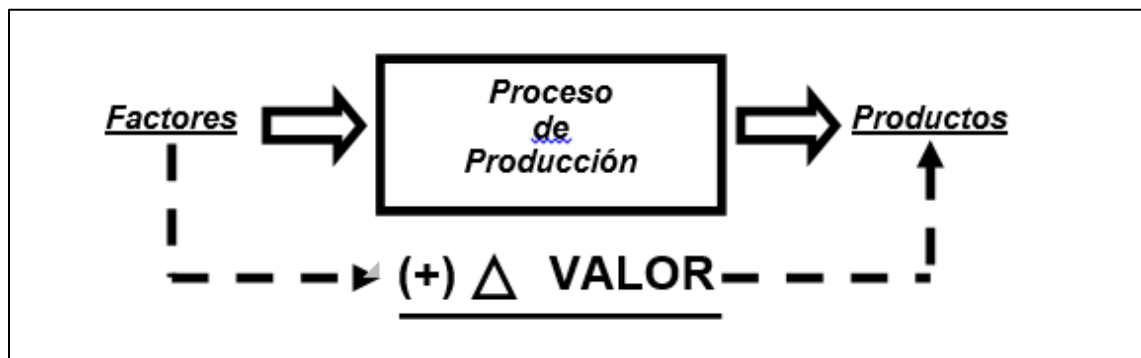 Factores
Proceso
de
Producción
Productos
(+) △ VALOR